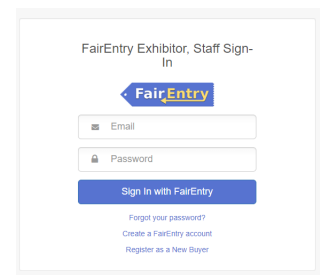 FairEntry Exhibitor, Staff Sign-
In
FairEntry
Email
Password
Sign In with FairEntry
Forgot your password?
Create a FairEntry account
Register as a New Buyer